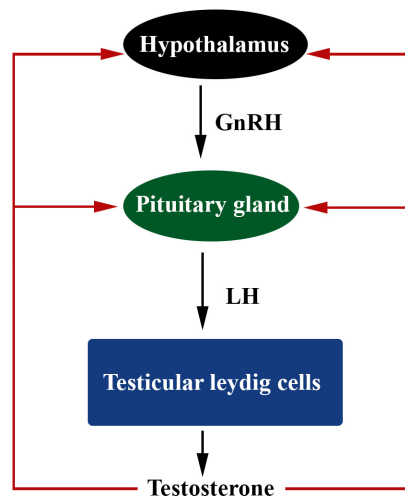 Hypothalamus
GnRH
Pituitary gland
LH
Testicular leydig cells
Testosterone